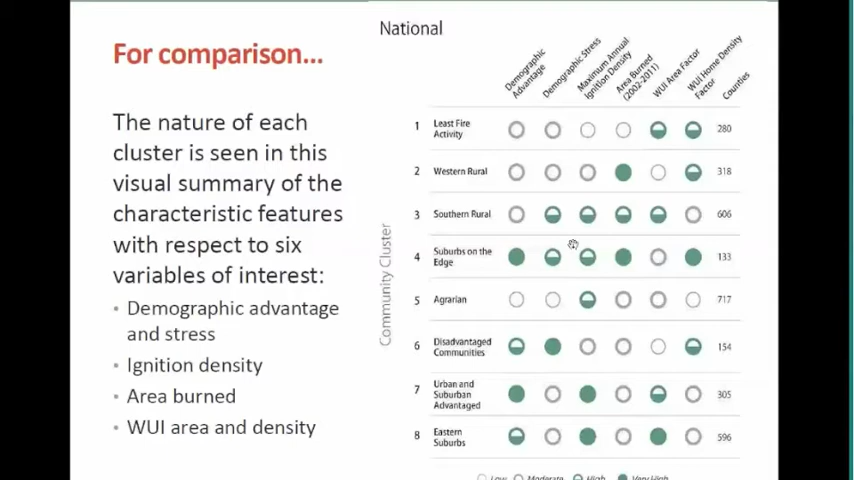 For comparison...
The nature of each
cluster is seen in this
visual summary of the
characteristic features
with respect to six
variables of interest:
• Demographic advantage
and stress
• Ignition density
• Area burned
• WUI area and density
National
Demographic
Advantage
Demographic Stress
Maximum Annual
Ignition Density
Area Burned
(2002-2011)
WUI Area Factor
WUI Home Density
Factor
Counties
Community Cluster
1 Least Fire
Activity 280
2 Western Rural 318
3 Southern Rural 606
4 Suburbs on the
Edge 133
5 Agrarian 717
6 Disadvantaged
Communities 154
7 Urban and
Suburban
Advantaged 305
8 Eastern
Suburbs 596
Low Moderate High Very High